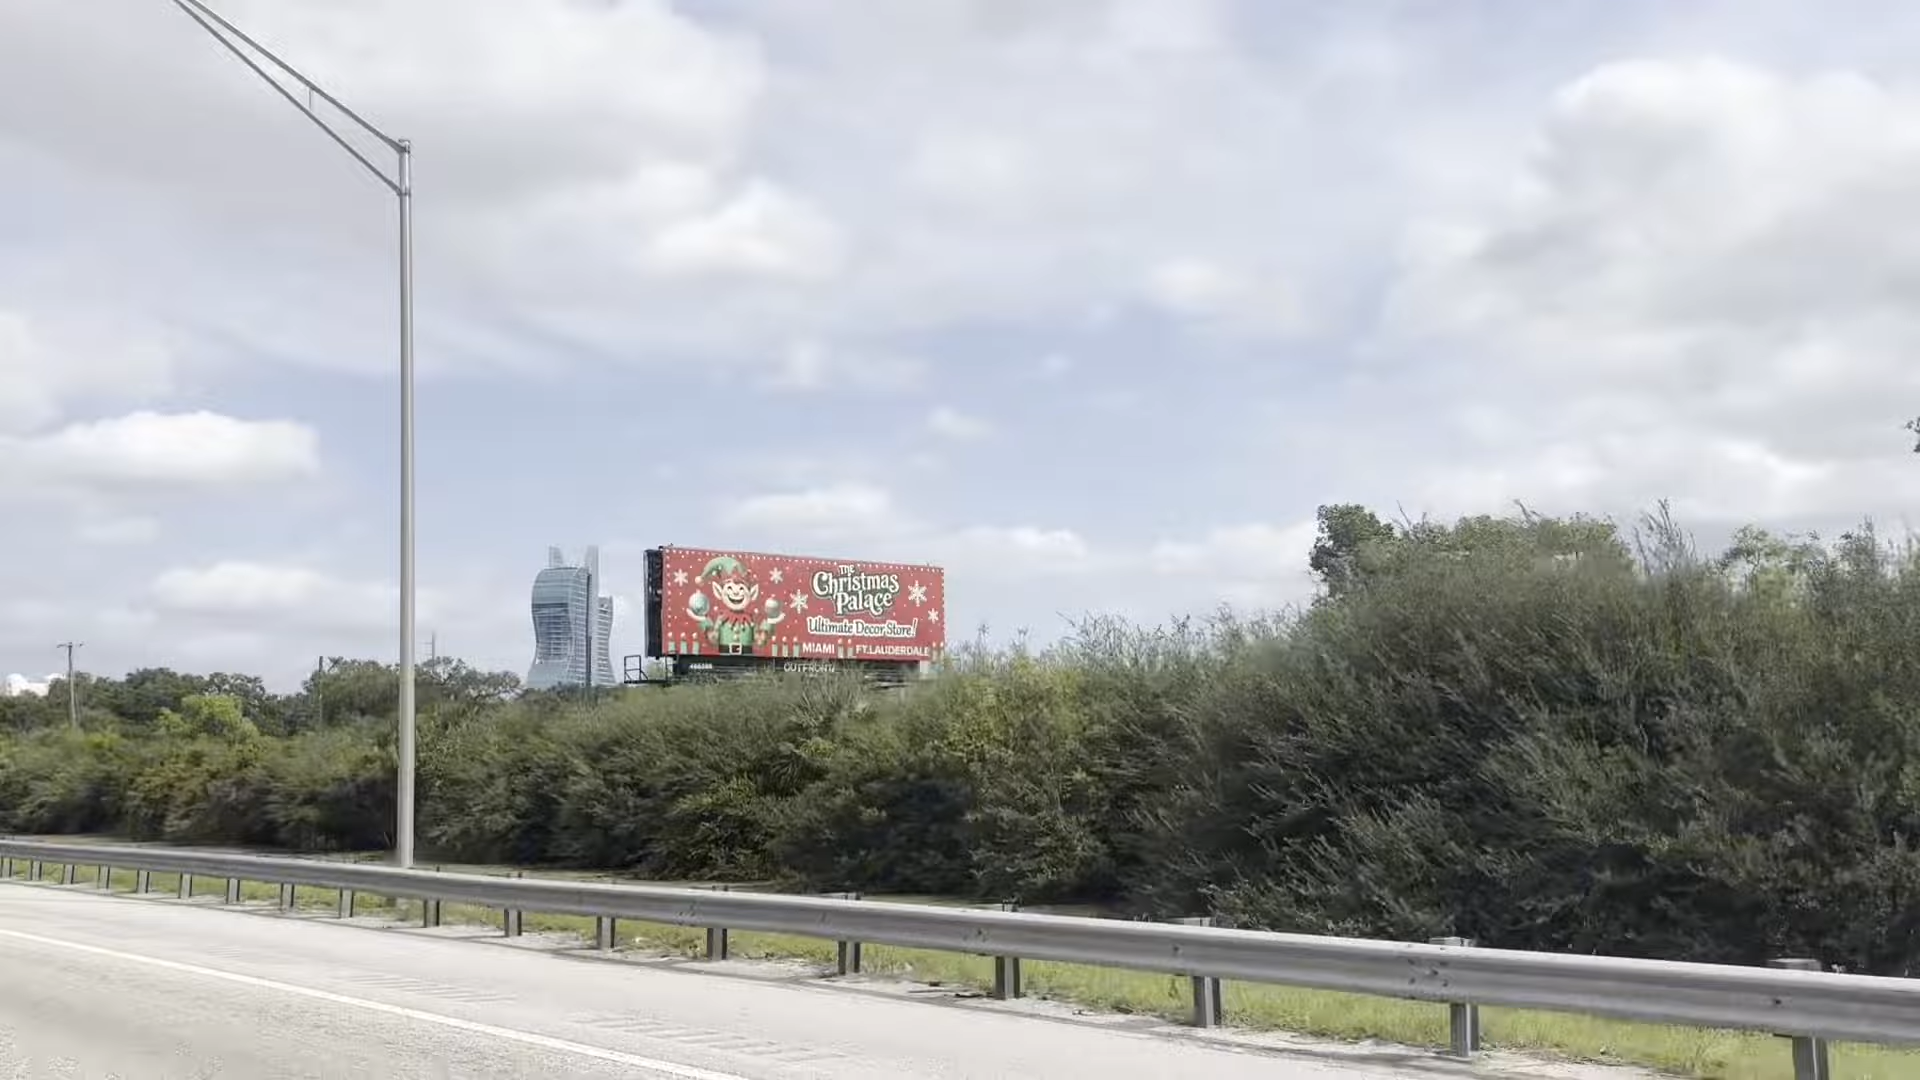 The
Christmas
Palace
Ultimate Decor Store!
MIAMI FT.LAUDERDALE
OUTFRONT/